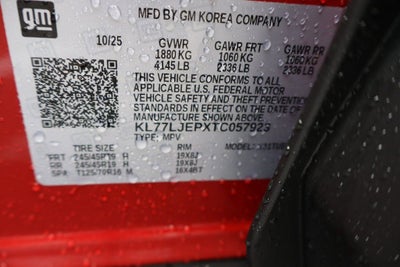 gm
MFD BY GM KOREA COMPANY
10/25 GVWR GAWR FRT GAWR RR
1880 KG 1060 KG 1060 KG
4145 LB 2336 LB 2336 LB
THIS VEHICLE CONFORMS TO ALL
APPLICABLE U.S. FEDERAL MOTOR
VEHICLE SAFETY AND THEFT PREVENTION
STANDARDS IN EFFECT ON THE DATE OF
MANUFACTURE SHOWN ABOVE.
KL77LJEPXTC057923
TYPE: MPV
TIRE SIZE RIM MODEL:
FRT 245/45R19 H 19X8J
RR 245/45R19 H 19X8J
SPA T125/70R16 M 16X4BT